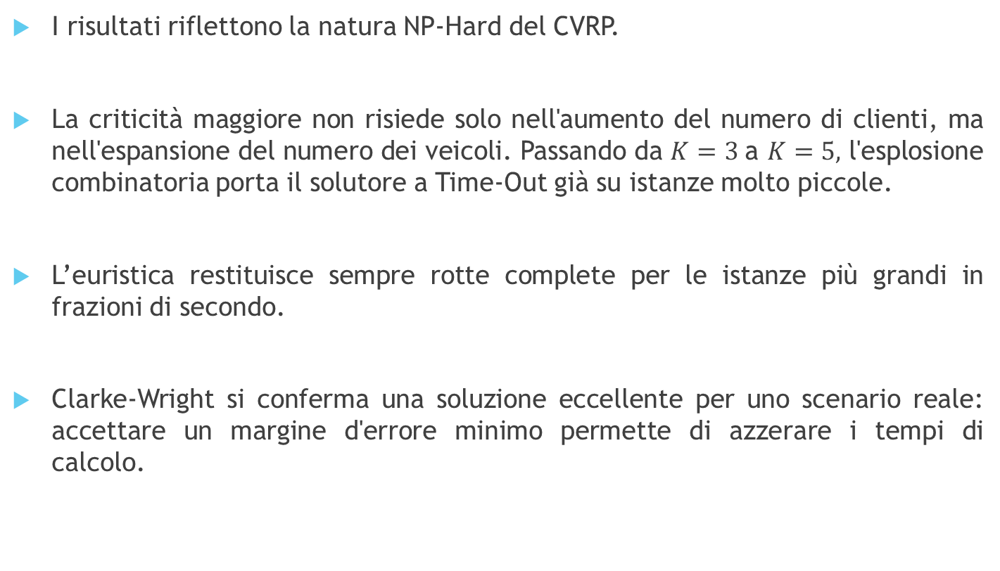 I risultati riflettono la natura NP-Hard del CVRP.
La criticità maggiore non risiede solo nell'aumento del numero di clienti, ma
nell'espansione del numero dei veicoli. Passando da K = 3 a K = 5, l'esplosione
combinatoria porta il solutore a Time-Out già su istanze molto piccole.
L’euristica restituisce sempre rotte complete per le istanze più grandi in
frazioni di secondo.
Clarke-Wright si conferma una soluzione eccellente per uno scenario reale:
accettare un margine d'errore minimo permette di azzerare i tempi di
calcolo.